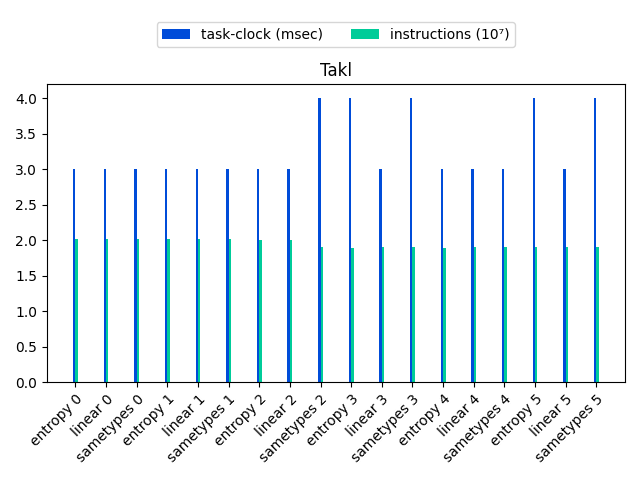 task-clock (msec) instructions (10⁷)
Takl
4.0
3.5
3.0
2.5
2.0
1.5
1.0
0.5
0.0
entropy 0
linear 0
sametypes 0
entropy 1
linear 1
sametypes 1
entropy 2
linear 2
sametypes 2
entropy 3
linear 3
sametypes 3
entropy 4
linear 4
sametypes 4
entropy 5
linear 5
sametypes 5